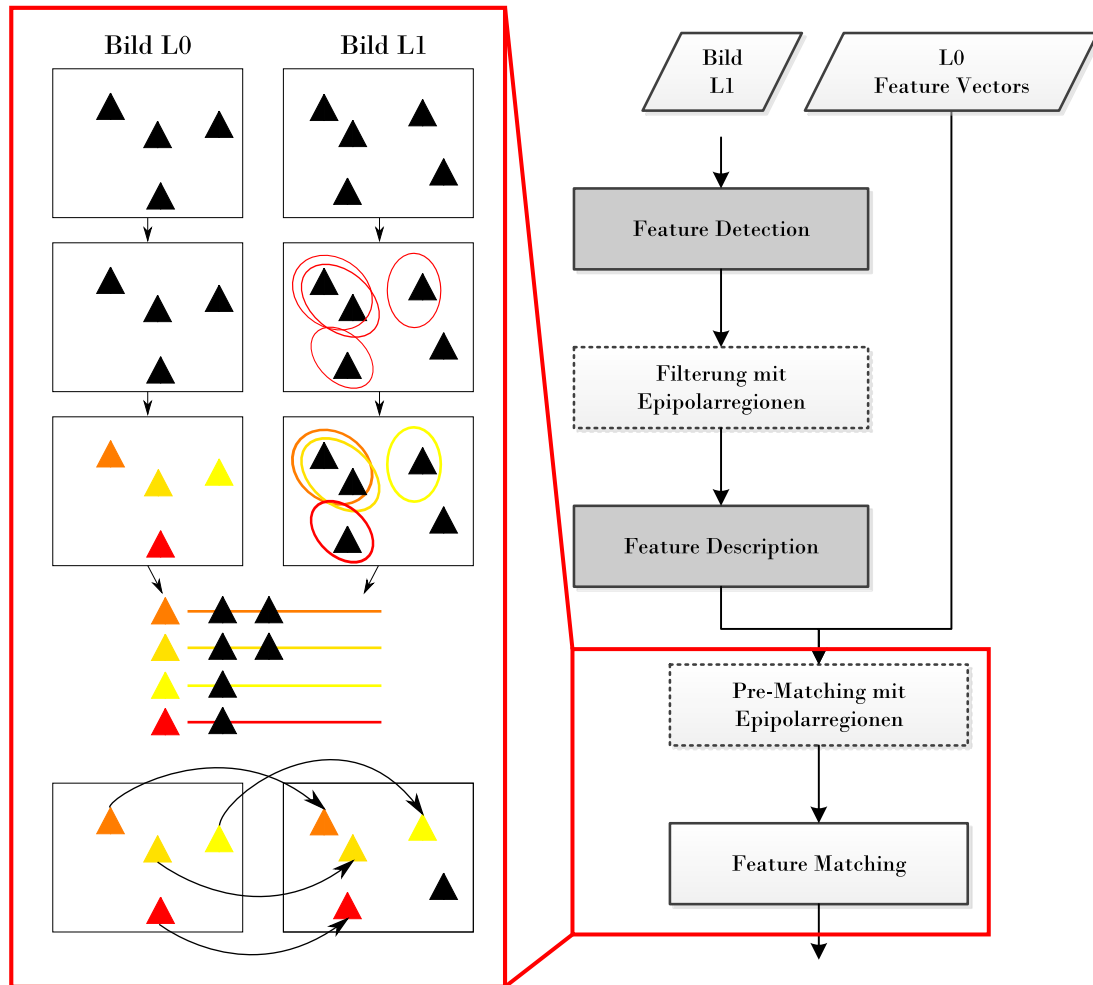 Bild L0
Bild L1
Bild
L1
L0
Feature Vectors
Feature Detection
Filterung mit
Epipolarregionen
Feature Description
Pre-Matching mit
Epipolarregionen
Feature Matching